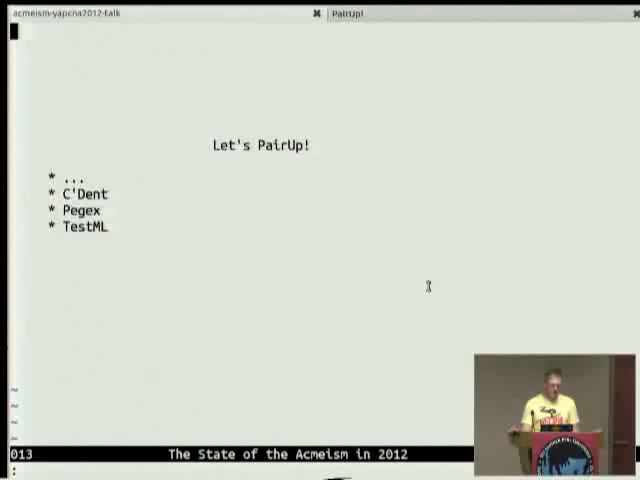 acmeism-yapcna2012-talk
PairUp!
Let's PairUp!
* ...
* C'Dent
* Pegex
* TestML
~
~
~
~
013 The State of the Acmeism in 2012
: